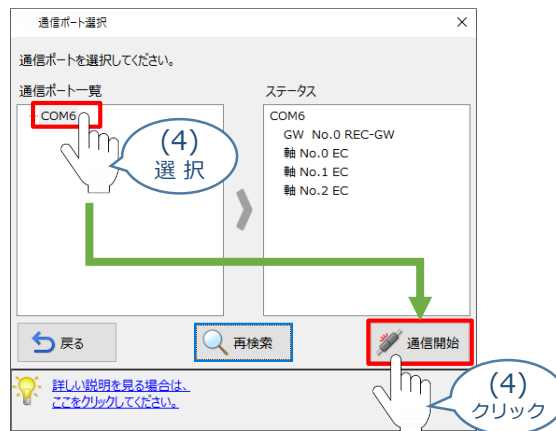 通信ポート選択
通信ポートを選択してください。
通信ポート一覧
ステータス
COM6
(4)
選 択
COM6
GW No.0 REC-GW
軸 No.0 EC
軸 No.1 EC
軸 No.2 EC
戻る
再検索
通信開始
詳しい説明を見る場合は、
ここをクリックしてください。
(4)
クリック